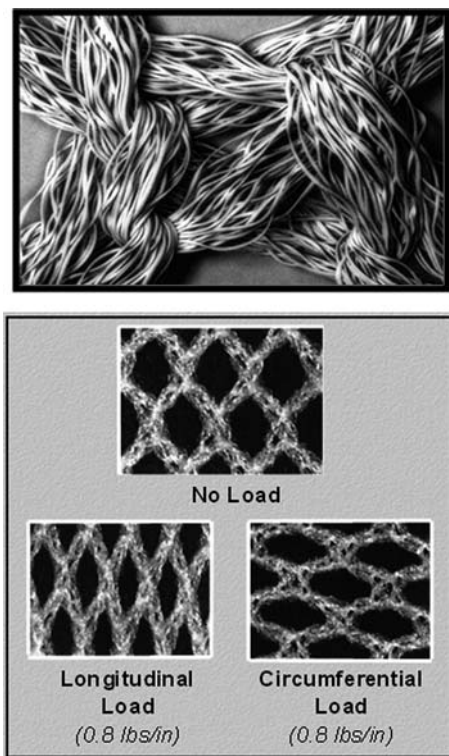 No Load
Longitudinal
Load
(0.8 lbs/in)
Circumferential
Load
(0.8 lbs/in)